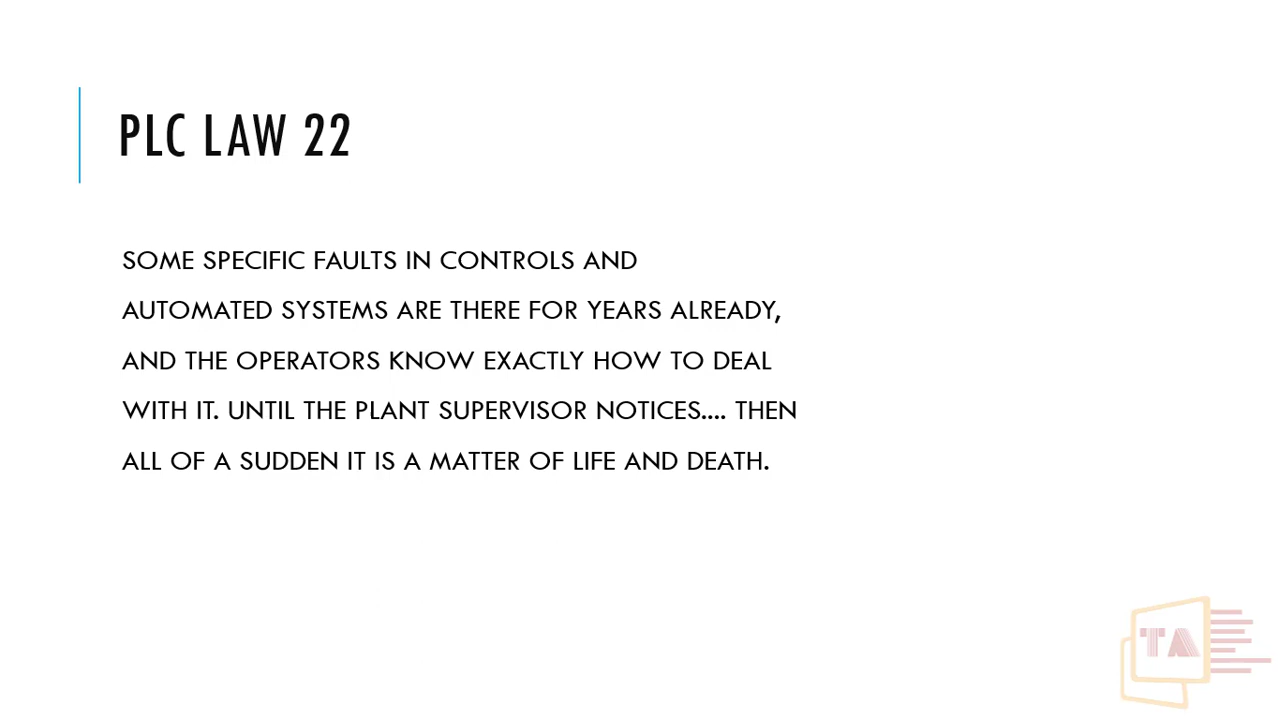 PLC LAW 22
SOME SPECIFIC FAULTS IN CONTROLS AND
AUTOMATED SYSTEMS ARE THERE FOR YEARS ALREADY,
AND THE OPERATORS KNOW EXACTLY HOW TO DEAL
WITH IT. UNTIL THE PLANT SUPERVISOR NOTICES.... THEN
ALL OF A SUDDEN IT IS A MATTER OF LIFE AND DEATH.
TA